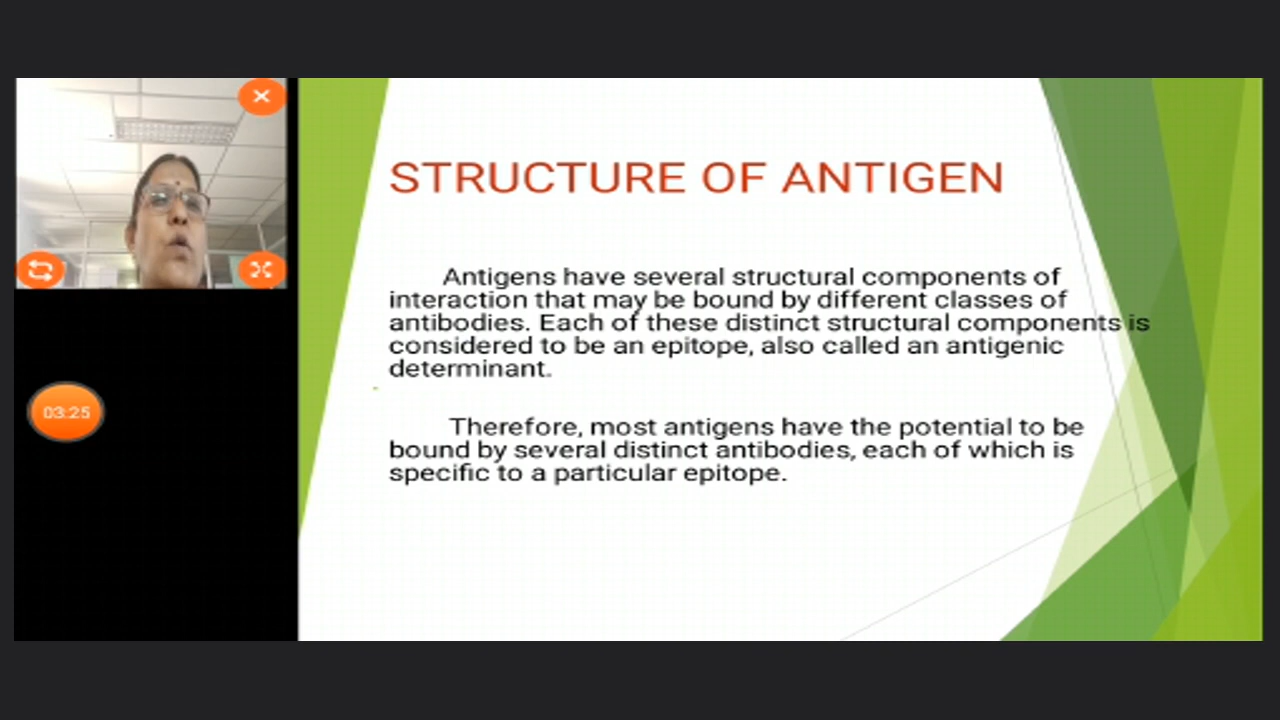 STRUCTURE OF ANTIGEN
Antigens have several structural components of
interaction that may be bound by different classes of
antibodies. Each of these distinct structural components is
considered to be an epitope, also called an antigenic
determinant.
Therefore, most antigens have the potential to be
bound by several distinct antibodies, each of which is
specific to a particular epitope.
03:25